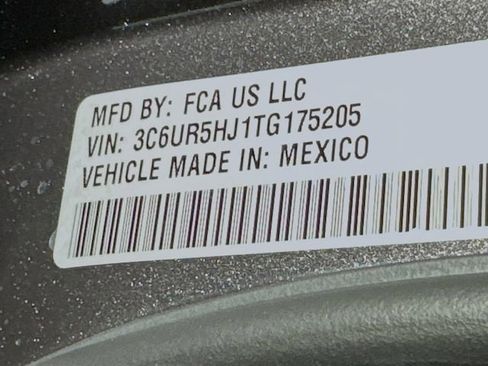 MFD BY: FCA US LLC
VIN: 3C6UR5HJ1TG175205
VEHICLE MADE IN: MEXICO